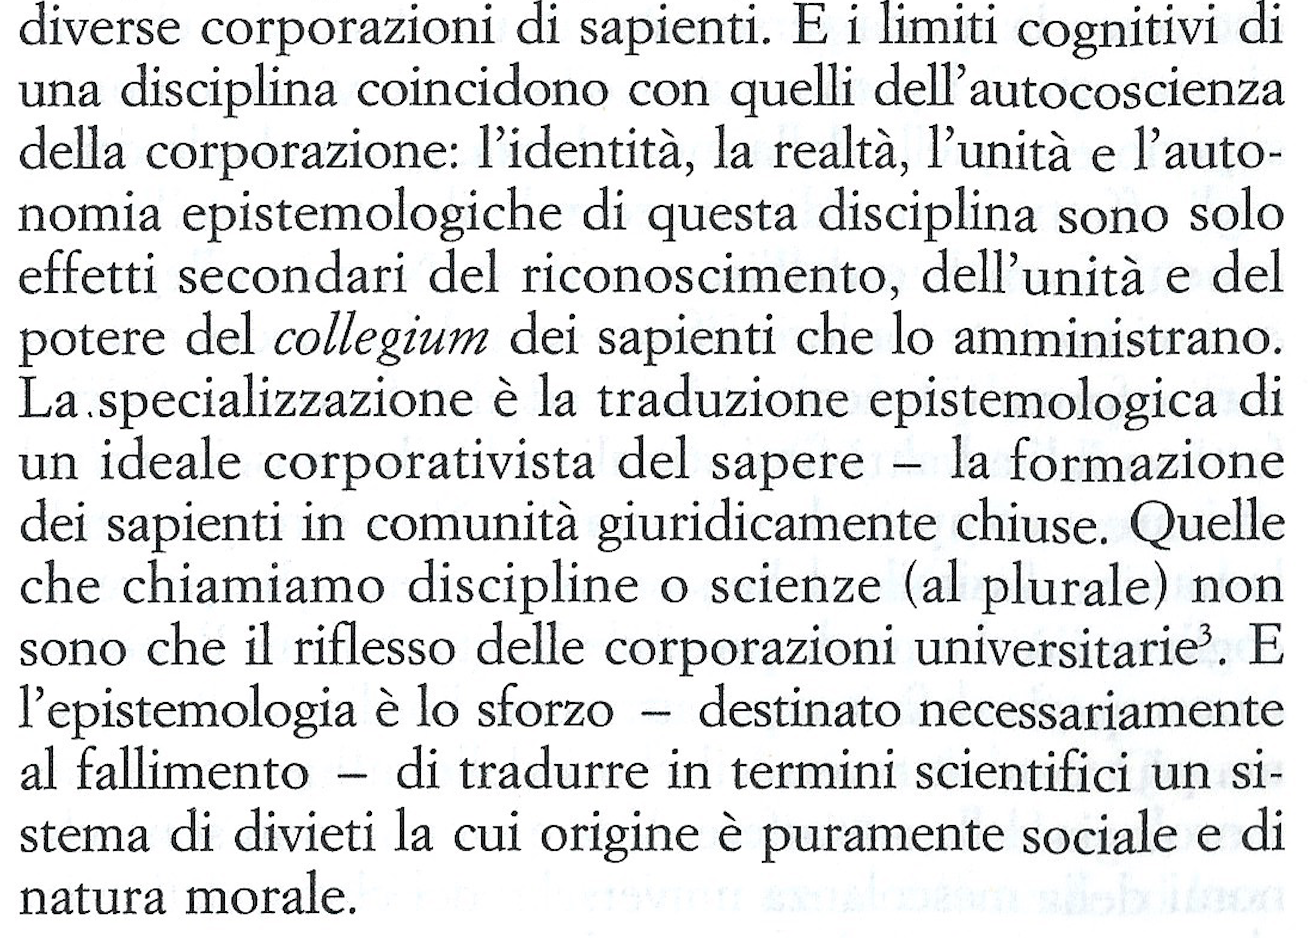 diverse corporazioni di sapienti. E i limiti cognitivi di
una disciplina coincidono con quelli dell’autocoscienza
della corporazione: l’identità, la realtà, l’unità e l’auto-
nomia epistemologiche di questa disciplina sono solo
effetti secondari del riconoscimento, dell’unità e del
potere del collegium dei sapienti che lo amministrano.
La specializzazione è la traduzione epistemologica di
un ideale corporativista del sapere – la formazione
dei sapienti in comunità giuridicamente chiuse. Quelle
che chiamiamo discipline o scienze (al plurale) non
sono che il riflesso delle corporazioni universitarie³. E
l’epistemologia è lo sforzo – destinato necessariamente
al fallimento – di tradurre in termini scientifici un si-
stema di divieti la cui origine è puramente sociale e di
natura morale.